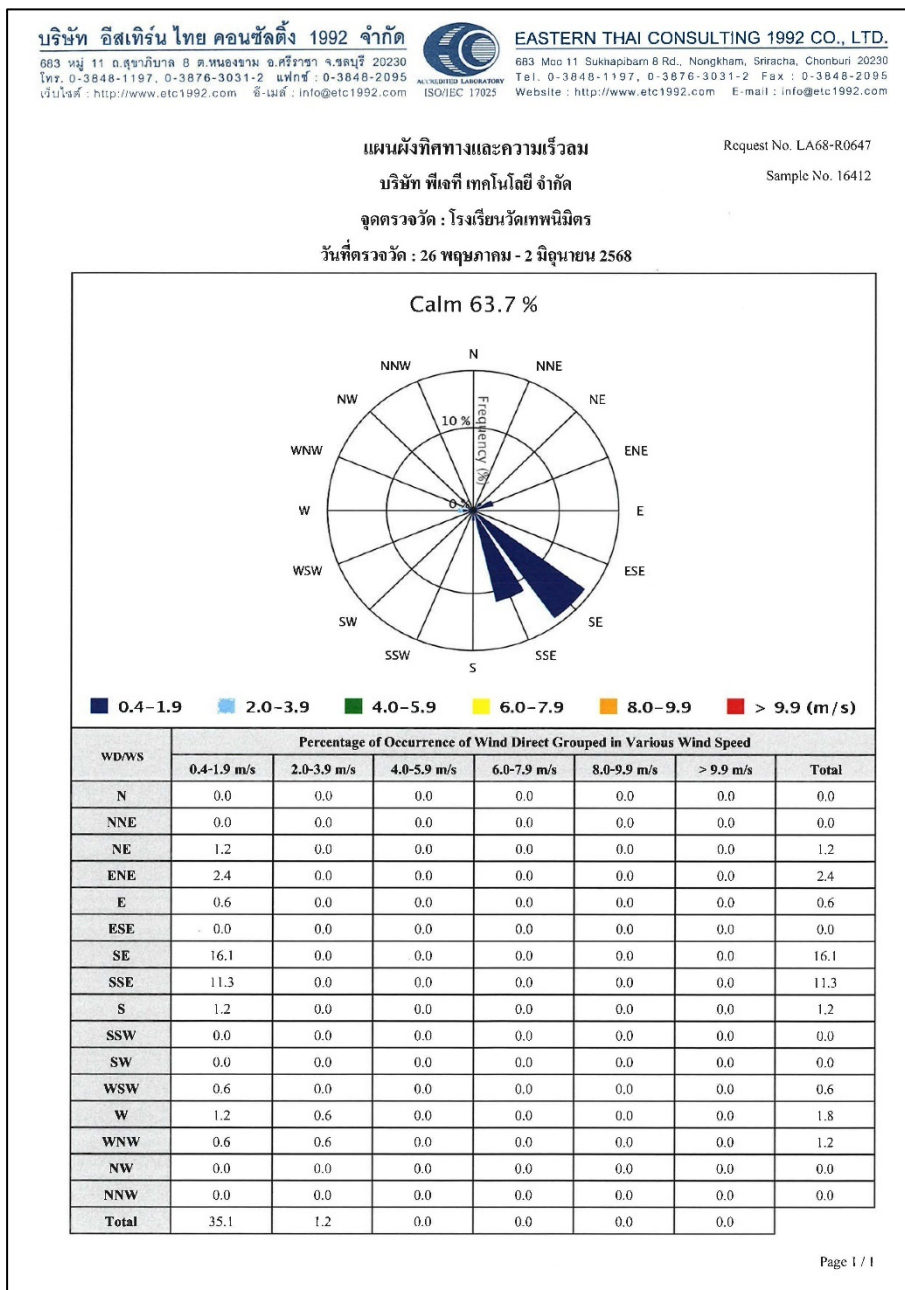 บริษัท อีสเทิร์น ไทย คอนซัลติ้ง 1992 จำกัด
683 หมู่ 11 ถ.สุขาภิบาล 8 ต.หนองขาม อ.ศรีราชา จ.ชลบุรี 20230
โทร. 0-3848-1197, 0-3876-3031-2 แฟกซ์ : 0-3848-2095
เว็บไซต์ : http://www.etc1992.com อี-เมล์ : info@etc1992.com
ACCREDITED LABORATORY
ISO/IEC 17025
EASTERN THAI CONSULTING 1992 CO., LTD.
683 Moo 11 Sukhapibarn 8 Rd., Nongkham, Sriracha, Chonburi 20230
Tel. 0-3848-1197, 0-3876-3031-2 Fax : 0-3848-2095
Website : http://www.etc1992.com E-mail : info@etc1992.com
แผนผังทิศทางและความเร็วลม
Request No. LA68-R0647
บริษัท พีเจที เทคโนโลยี จำกัด
Sample No. 16412
จุดตรวจวัด : โรงเรียนวัดเทพนิมิตร
วันที่ตรวจวัด : 26 พฤษภาคม - 2 มิถุนายน 2568
Calm 63.7 %
N
NNW
NNE
NW
NE
10 %
Frequency (%)
WNW
ENE
0 %
W
E
WSW
ESE
SW
SE
SSW
SSE
S
0.4-1.9 2.0-3.9 4.0-5.9 6.0-7.9 8.0-9.9 > 9.9 (m/s)
WD/WS Percentage of Occurrence of Wind Direct Grouped in Various Wind Speed
0.4-1.9 m/s 2.0-3.9 m/s 4.0-5.9 m/s 6.0-7.9 m/s 8.0-9.9 m/s > 9.9 m/s Total
N 0.0 0.0 0.0 0.0 0.0 0.0 0.0
NNE 0.0 0.0 0.0 0.0 0.0 0.0 0.0
NE 1.2 0.0 0.0 0.0 0.0 0.0 1.2
ENE 2.4 0.0 0.0 0.0 0.0 0.0 2.4
E 0.6 0.0 0.0 0.0 0.0 0.0 0.6
ESE 0.0 0.0 0.0 0.0 0.0 0.0 0.0
SE 16.1 0.0 0.0 0.0 0.0 0.0 16.1
SSE 11.3 0.0 0.0 0.0 0.0 0.0 11.3
S 1.2 0.0 0.0 0.0 0.0 0.0 1.2
SSW 0.0 0.0 0.0 0.0 0.0 0.0 0.0
SW 0.0 0.0 0.0 0.0 0.0 0.0 0.0
WSW 0.6 0.0 0.0 0.0 0.0 0.0 0.6
W 1.2 0.6 0.0 0.0 0.0 0.0 1.8
WNW 0.6 0.6 0.0 0.0 0.0 0.0 1.2
NW 0.0 0.0 0.0 0.0 0.0 0.0 0.0
NNW 0.0 0.0 0.0 0.0 0.0 0.0 0.0
Total 35.1 1.2 0.0 0.0 0.0 0.0
Page 1 / 1